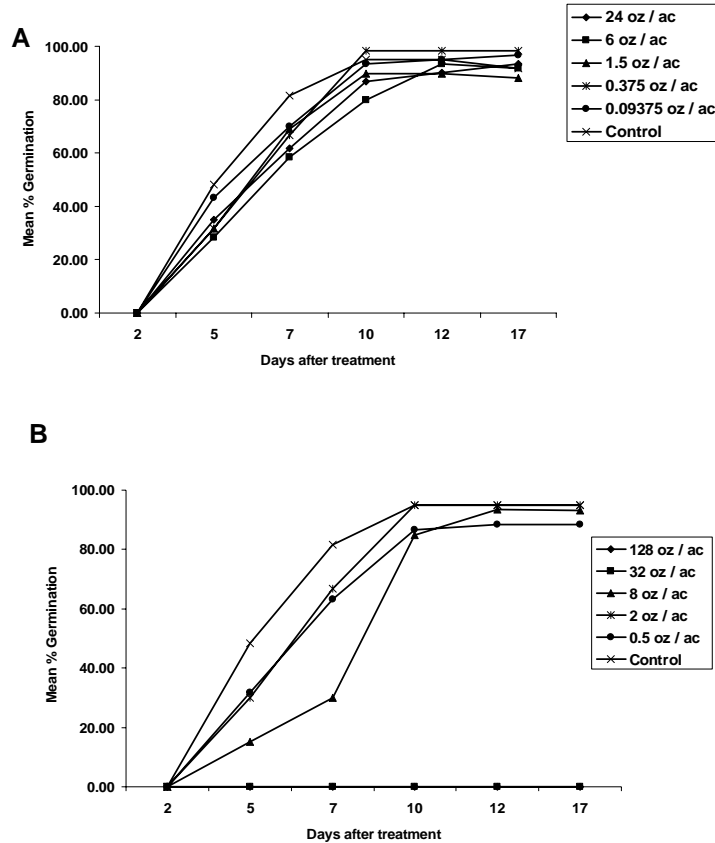 A
24 oz / ac
6 oz / ac
1.5 oz / ac
0.375 oz / ac
0.09375 oz / ac
Control
100.00
80.00
60.00
40.00
20.00
0.00
Mean % Germination
2 5 7 10 12 17
Days after treatment
B
128 oz / ac
32 oz / ac
8 oz / ac
2 oz / ac
0.5 oz / ac
Control
100.00
80.00
60.00
40.00
20.00
0.00
Mean % Germination
2 5 7 10 12 17
Days after treatment